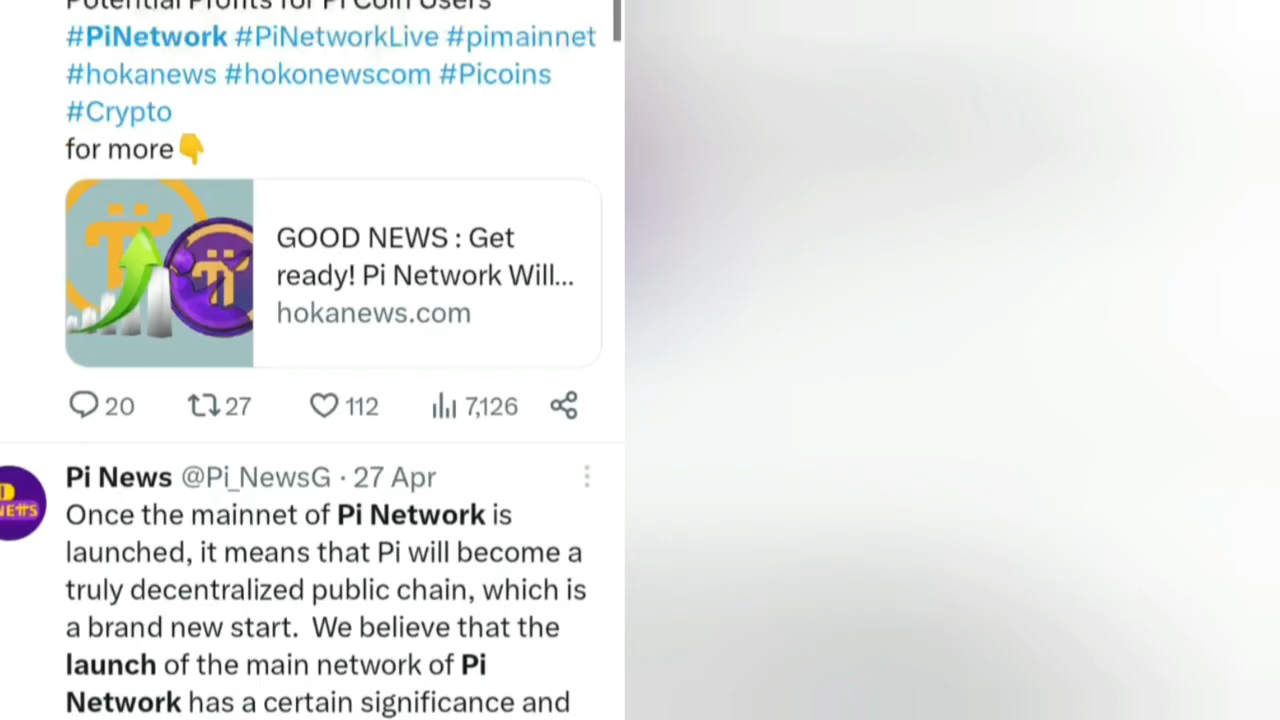 Potential Profits for Pi Coin Users
#PiNetwork #PiNetworkLive #pimainnet
#hokanews #hokonewscom #Picoins
#Crypto
for more👇
GOOD NEWS : Get
ready! Pi Network Will...
hokanews.com
20 27 112 7,126
Pi News @Pi_NewsG · 27 Apr
Once the mainnet of Pi Network is
launched, it means that Pi will become a
truly decentralized public chain, which is
a brand new start. We believe that the
launch of the main network of Pi
Network has a certain significance and